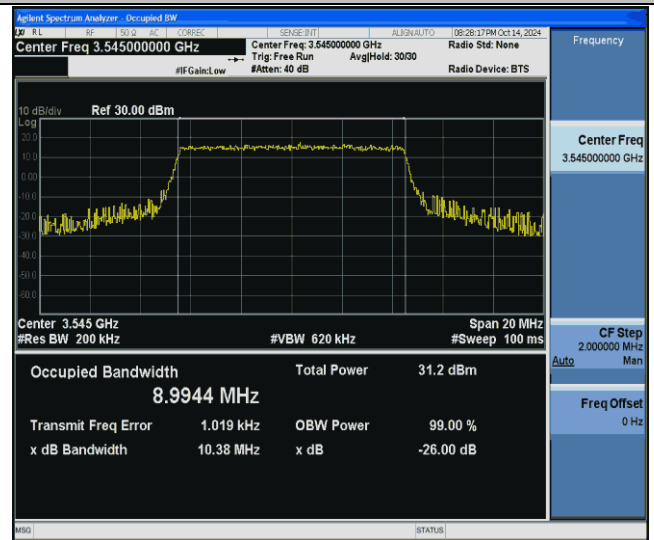 Agilent Spectrum Analyzer - Occupied BW
RL RF 50 Ω AC CORREC SENSE:INT ALIGNAUTO 08:28:17PM Oct 14, 2024
Center Freq 3.545000000 GHz Center Freq: 3.545000000 GHz Radio Std: None Frequency
Trig: Free Run Avg|Hold: 30/30
#IFGain:Low #Atten: 40 dB Radio Device: BTS
10 dB/div Ref 30.00 dBm
Log
20.0
10.0
0.00
-10.0
-20.0
-30.0
-40.0
-50.0
-60.0
Center Freq
3.545000000 GHz
Center 3.545 GHz Span 20 MHz
#Res BW 200 kHz #VBW 620 kHz #Sweep 100 ms
CF Step
2.000000 MHz
Auto Man
Occupied Bandwidth Total Power 31.2 dBm
8.9944 MHz
Freq Offset
0 Hz
Transmit Freq Error 1.019 kHz OBW Power 99.00 %
x dB Bandwidth 10.38 MHz x dB -26.00 dB
MSG STATUS